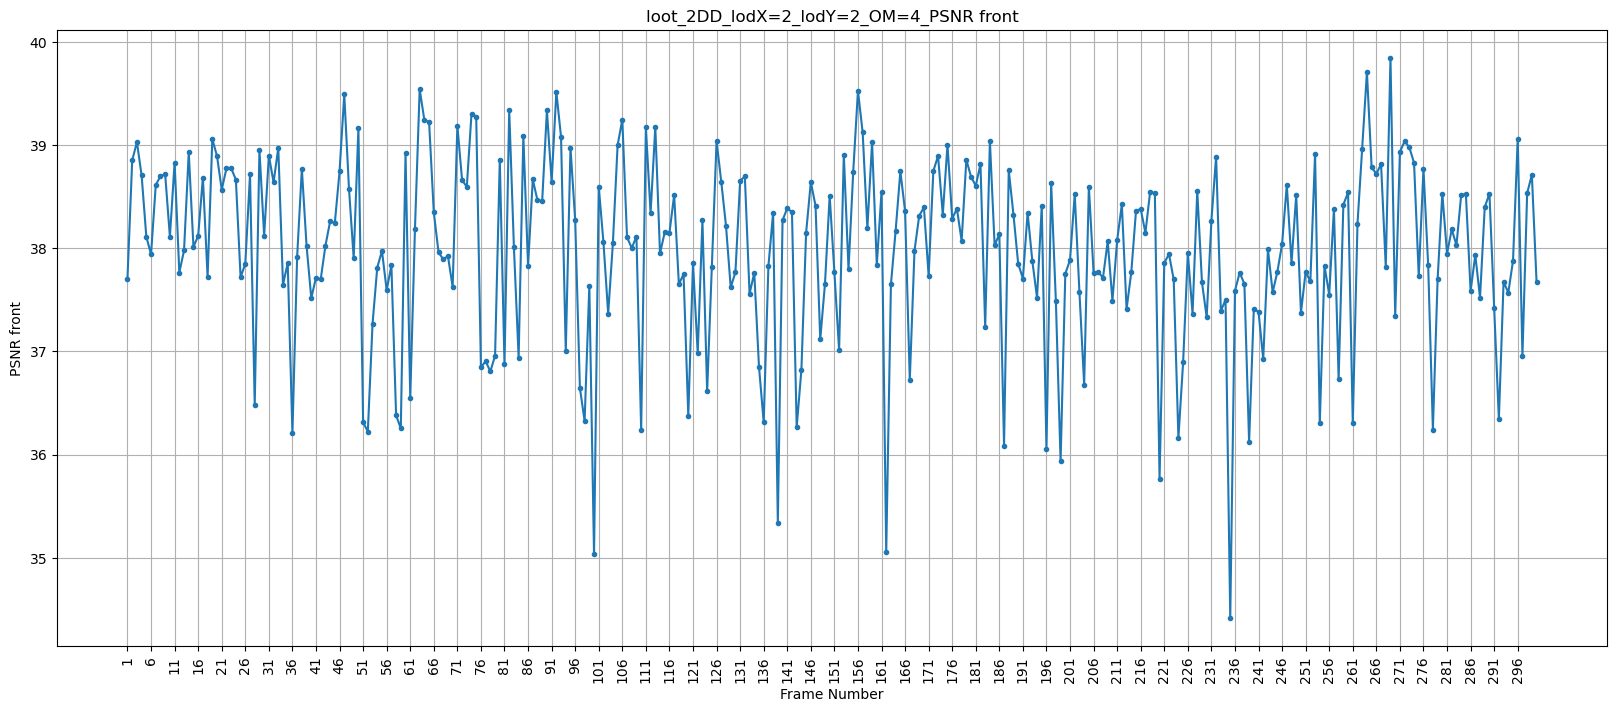 loot_2DD_lodX=2_lodY=2_OM=4_PSNR front
PSNR front
40
39
38
37
36
35
1 6 11 16 21 26 31 36 41 46 51 56 61 66 71 76 81 86 91 96 101 106 111 116 121 126 131 136 141 146 151 156 161 166 171 176 181 186 191 196 201 206 211 216 221 226 231 236 241 246 251 256 261 266 271 276 281 286 291 296
Frame Number